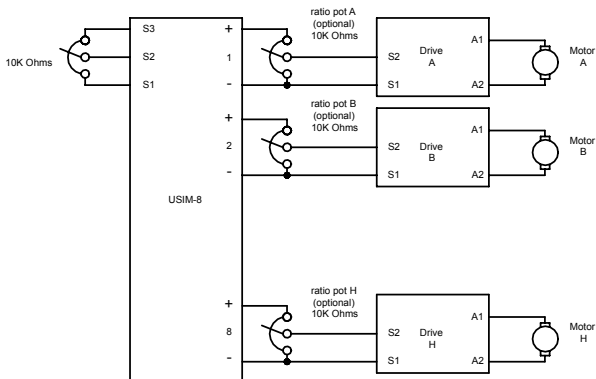 10K Ohms
S3
S2
S1
USIM-8
+
1
-
ratio pot A
(optional)
10K Ohms
S2
S1
Drive
A
A1
A2
Motor
A
+
2
-
ratio pot B
(optional)
10K Ohms
S2
S1
Drive
B
A1
A2
Motor
B
+
8
-
ratio pot H
(optional)
10K Ohms
S2
S1
Drive
H
A1
A2
Motor
H